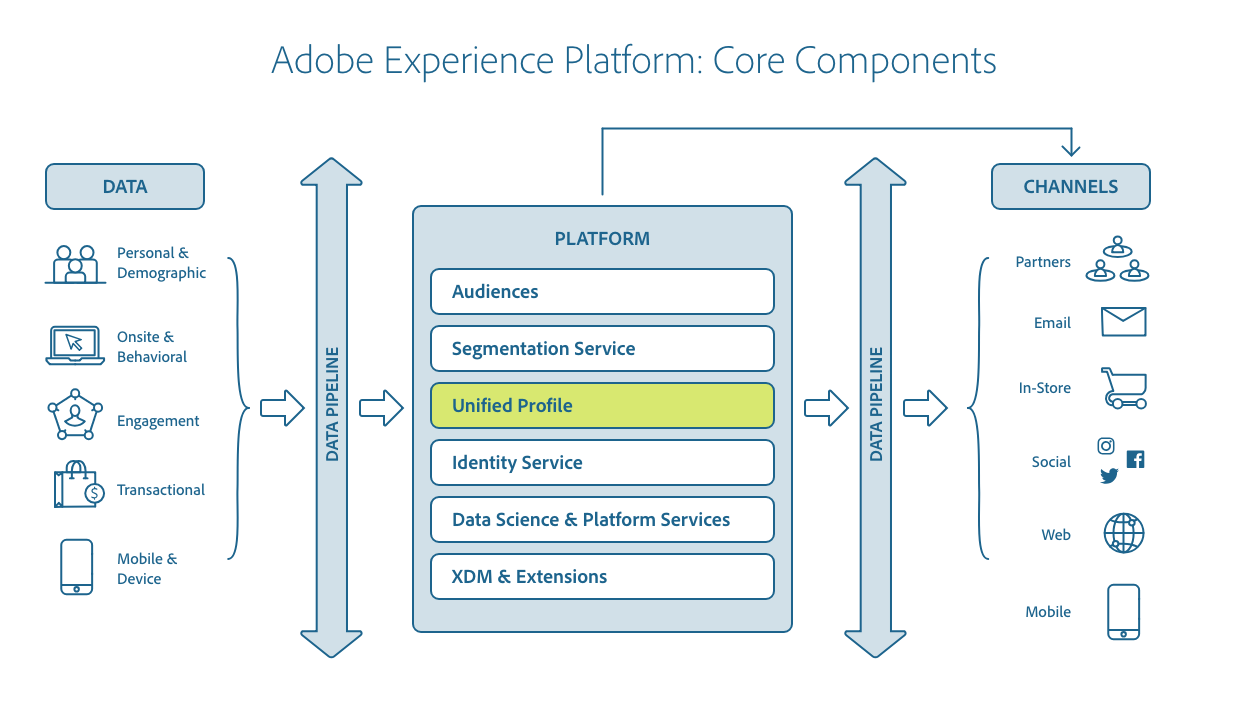 Adobe Experience Platform: Core Components
DATA
Personal &
Demographic
Onsite &
Behavioral
Engagement
Transactional
$
Mobile &
Device
DATA PIPELINE
PLATFORM
Audiences
Segmentation Service
Unified Profile
Identity Service
Data Science & Platform Services
XDM & Extensions
DATA PIPELINE
CHANNELS
Partners
Email
In-Store
Social
Web
Mobile